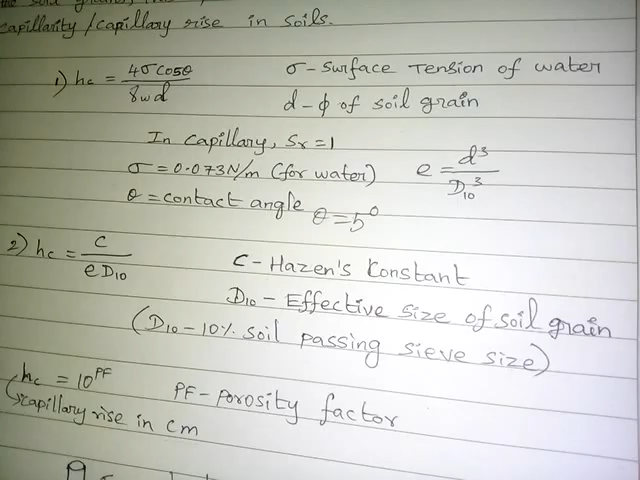 capillarity / capillary rise in soils.
1) hc = 4σcosθ / γwd σ - surface Tension of water
d - ϕ of soil grain
In capillary, Sr = 1
σ = 0.073 N/m (for water) e = d³ / D10³
θ = contact angle θ = 5°
2) hc = C / eD10 C - Hazen's Constant
D10 - Effective size of soil grain
(D10 - 10% soil passing sieve size)
hc = 10^PF PF - porosity factor
capillary rise in cm